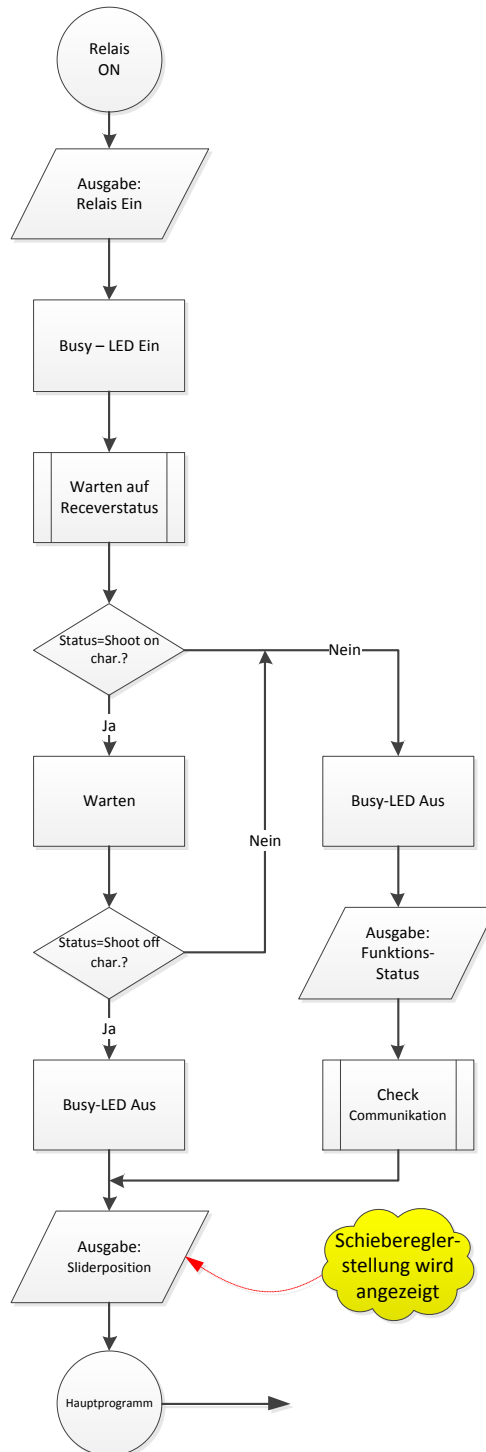 Relais
ON
Ausgabe:
Relais Ein
Busy – LED Ein
Warten auf
Receverstatus
Status=Shoot on
char.?
Nein
Ja
Warten
Busy-LED Aus
Nein
Status=Shoot off
char.?
Ausgabe:
Funktions-
Status
Ja
Busy-LED Aus
Check
Communikation
Ausgabe:
Sliderposition
Schieberegler-
stellung wird
angezeigt
Hauptprogramm